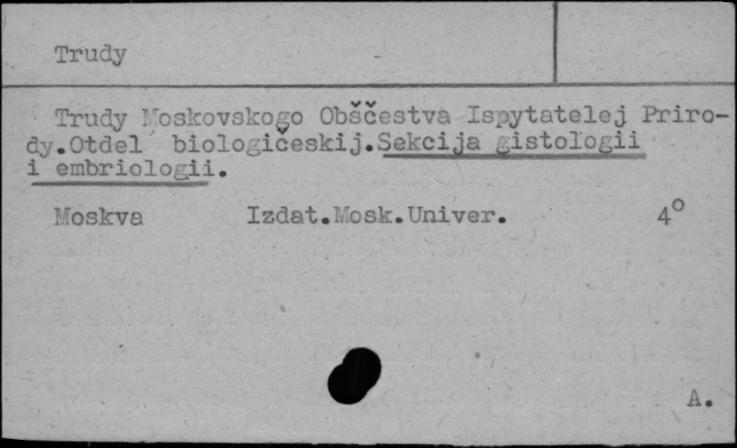 Trudy
Trudy Moskovskogo Obščestva Ispytatelej Priro-
dy.Otdel biologičeskij.Sekcija gistologii
i embriologii.
Moskva Izdat.Mosk.Univer. 4°
A.